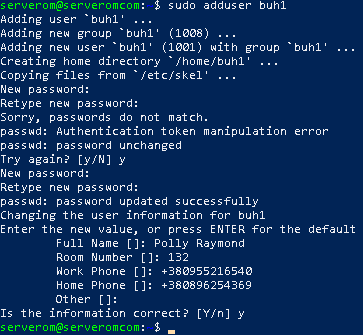 serverom@serveromcom:~$ sudo adduser buh1
Adding user `buh1' ...
Adding new group `buh1' (1008) ...
Adding new user `buh1' (1001) with group `buh1' ...
Creating home directory `/home/buh1' ...
Copying files from `/etc/skel' ...
New password:
Retype new password:
Sorry, passwords do not match.
passwd: Authentication token manipulation error
passwd: password unchanged
Try again? [y/N] y
New password:
Retype new password:
passwd: password updated successfully
Changing the user information for buh1
Enter the new value, or press ENTER for the default
        Full Name []: Polly Raymond
        Room Number []: 132
        Work Phone []: +380955216540
        Home Phone []: +380896254369
        Other []:
Is the information correct? [Y/n] y
serverom@serveromcom:~$